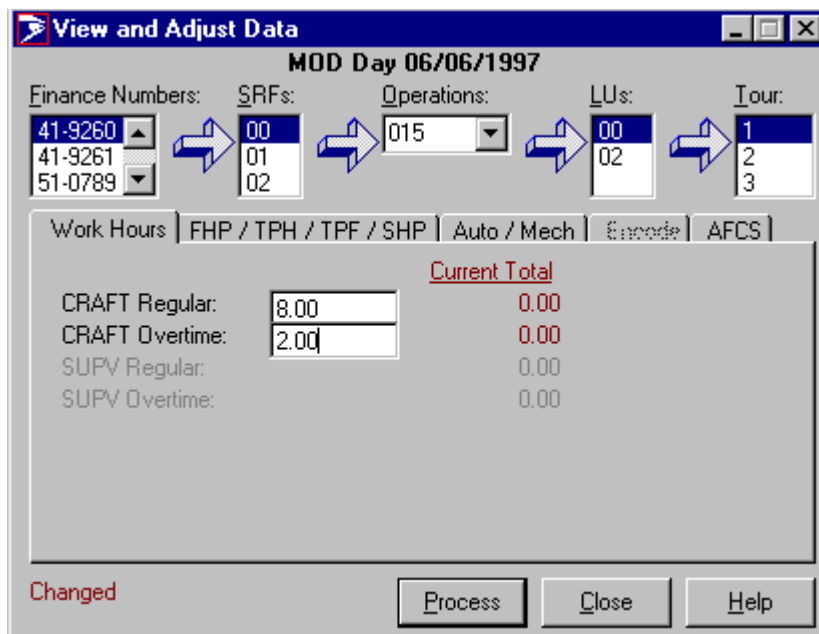 View and Adjust Data
MOD Day 06/06/1997
Finance Numbers: SRFs: Operations: LUs: Tour:
41-9260 00 015 00 1
41-9261 01 02 2
51-0789 02 3
Work Hours FHP / TPH / TPF / SHP Auto / Mech Encode AFCS
Current Total
CRAFT Regular: 8.00 0.00
CRAFT Overtime: 2.00 0.00
SUPV Regular: 0.00
SUPV Overtime: 0.00
Changed Process Close Help